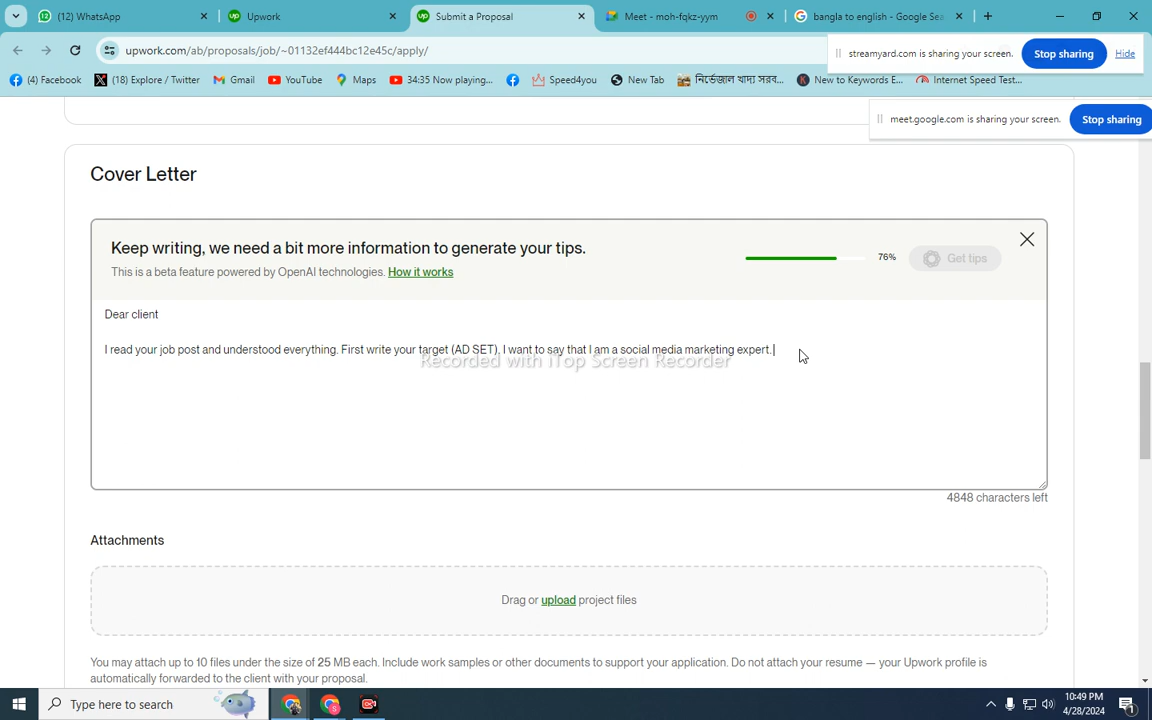 (12) WhatsApp
Upwork
Submit a Proposal
Meet - moh-fqkz-yym
bangla to english - Google Sea
upwork.com/ab/proposals/job/~01132ef444bc12e45c/apply/
streamyard.com is sharing your screen.
Stop sharing
Hide
(4) Facebook
(18) Explore / Twitter
Gmail
YouTube
Maps
34:35 Now playing...
Speed4you
New Tab
নির্ভেজাল খাদ্য সরব...
New to Keywords E...
Internet Speed Test...
meet.google.com is sharing your screen.
Stop sharing
Cover Letter
Keep writing, we need a bit more information to generate your tips.
This is a beta feature powered by OpenAI technologies. How it works
76%
Get tips
Dear client
I read your job post and understood everything. First write your target (AD SET). I want to say that I am a social media marketing expert.
Recorded with iTop Screen Recorder
4848 characters left
Attachments
Drag or upload project files
You may attach up to 10 files under the size of 25 MB each. Include work samples or other documents to support your application. Do not attach your resume — your Upwork profile is
automatically forwarded to the client with your proposal.
Type here to search
10:49 PM
4/28/2024
1